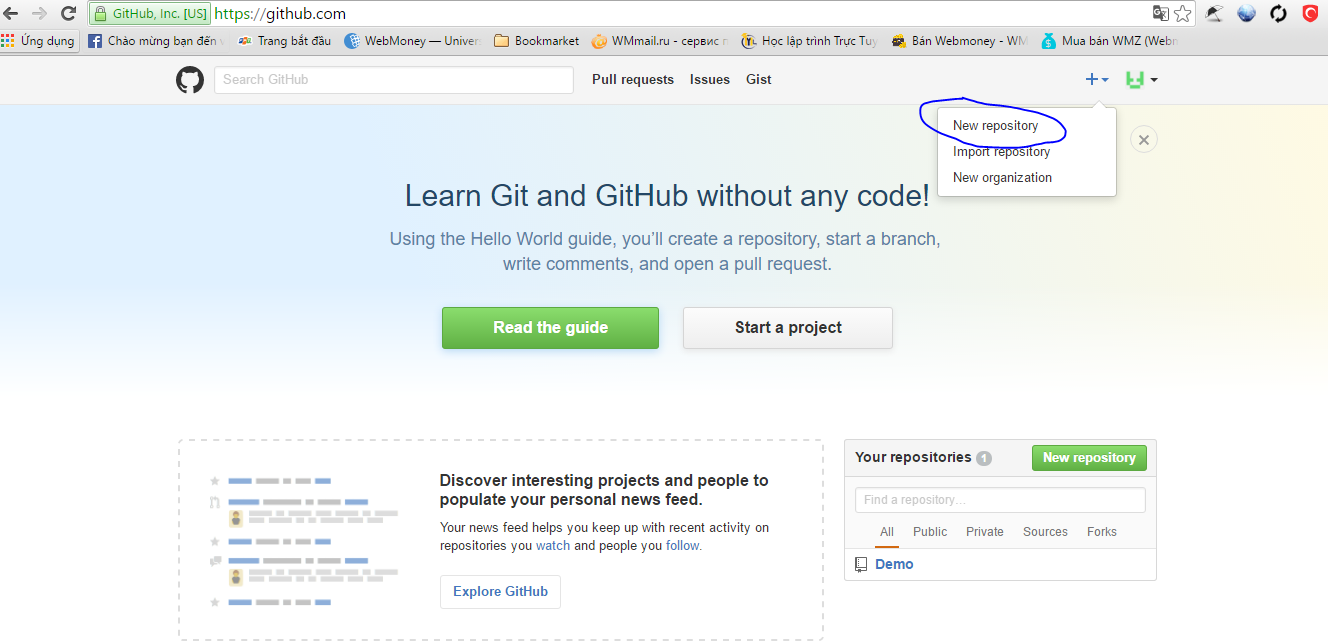 GitHub, Inc. [US] https://github.com
Ứng dụng Chào mừng bạn đến Trang bắt đầu WebMoney — Univer Bookmarket WMmail.ru - сервис Học lập trình Trực Tuy Bán Webmoney - WM Mua bán WMZ (Webm
Search GitHub Pull requests Issues Gist
New repository
Import repository
New organization
Learn Git and GitHub without any code!
Using the Hello World guide, you’ll create a repository, start a branch,
write comments, and open a pull request.
Read the guide Start a project
Discover interesting projects and people to
populate your personal news feed.
Your news feed helps you keep up with recent activity on
repositories you watch and people you follow.
Explore GitHub
Your repositories 1 New repository
Find a repository…
All Public Private Sources Forks
Demo